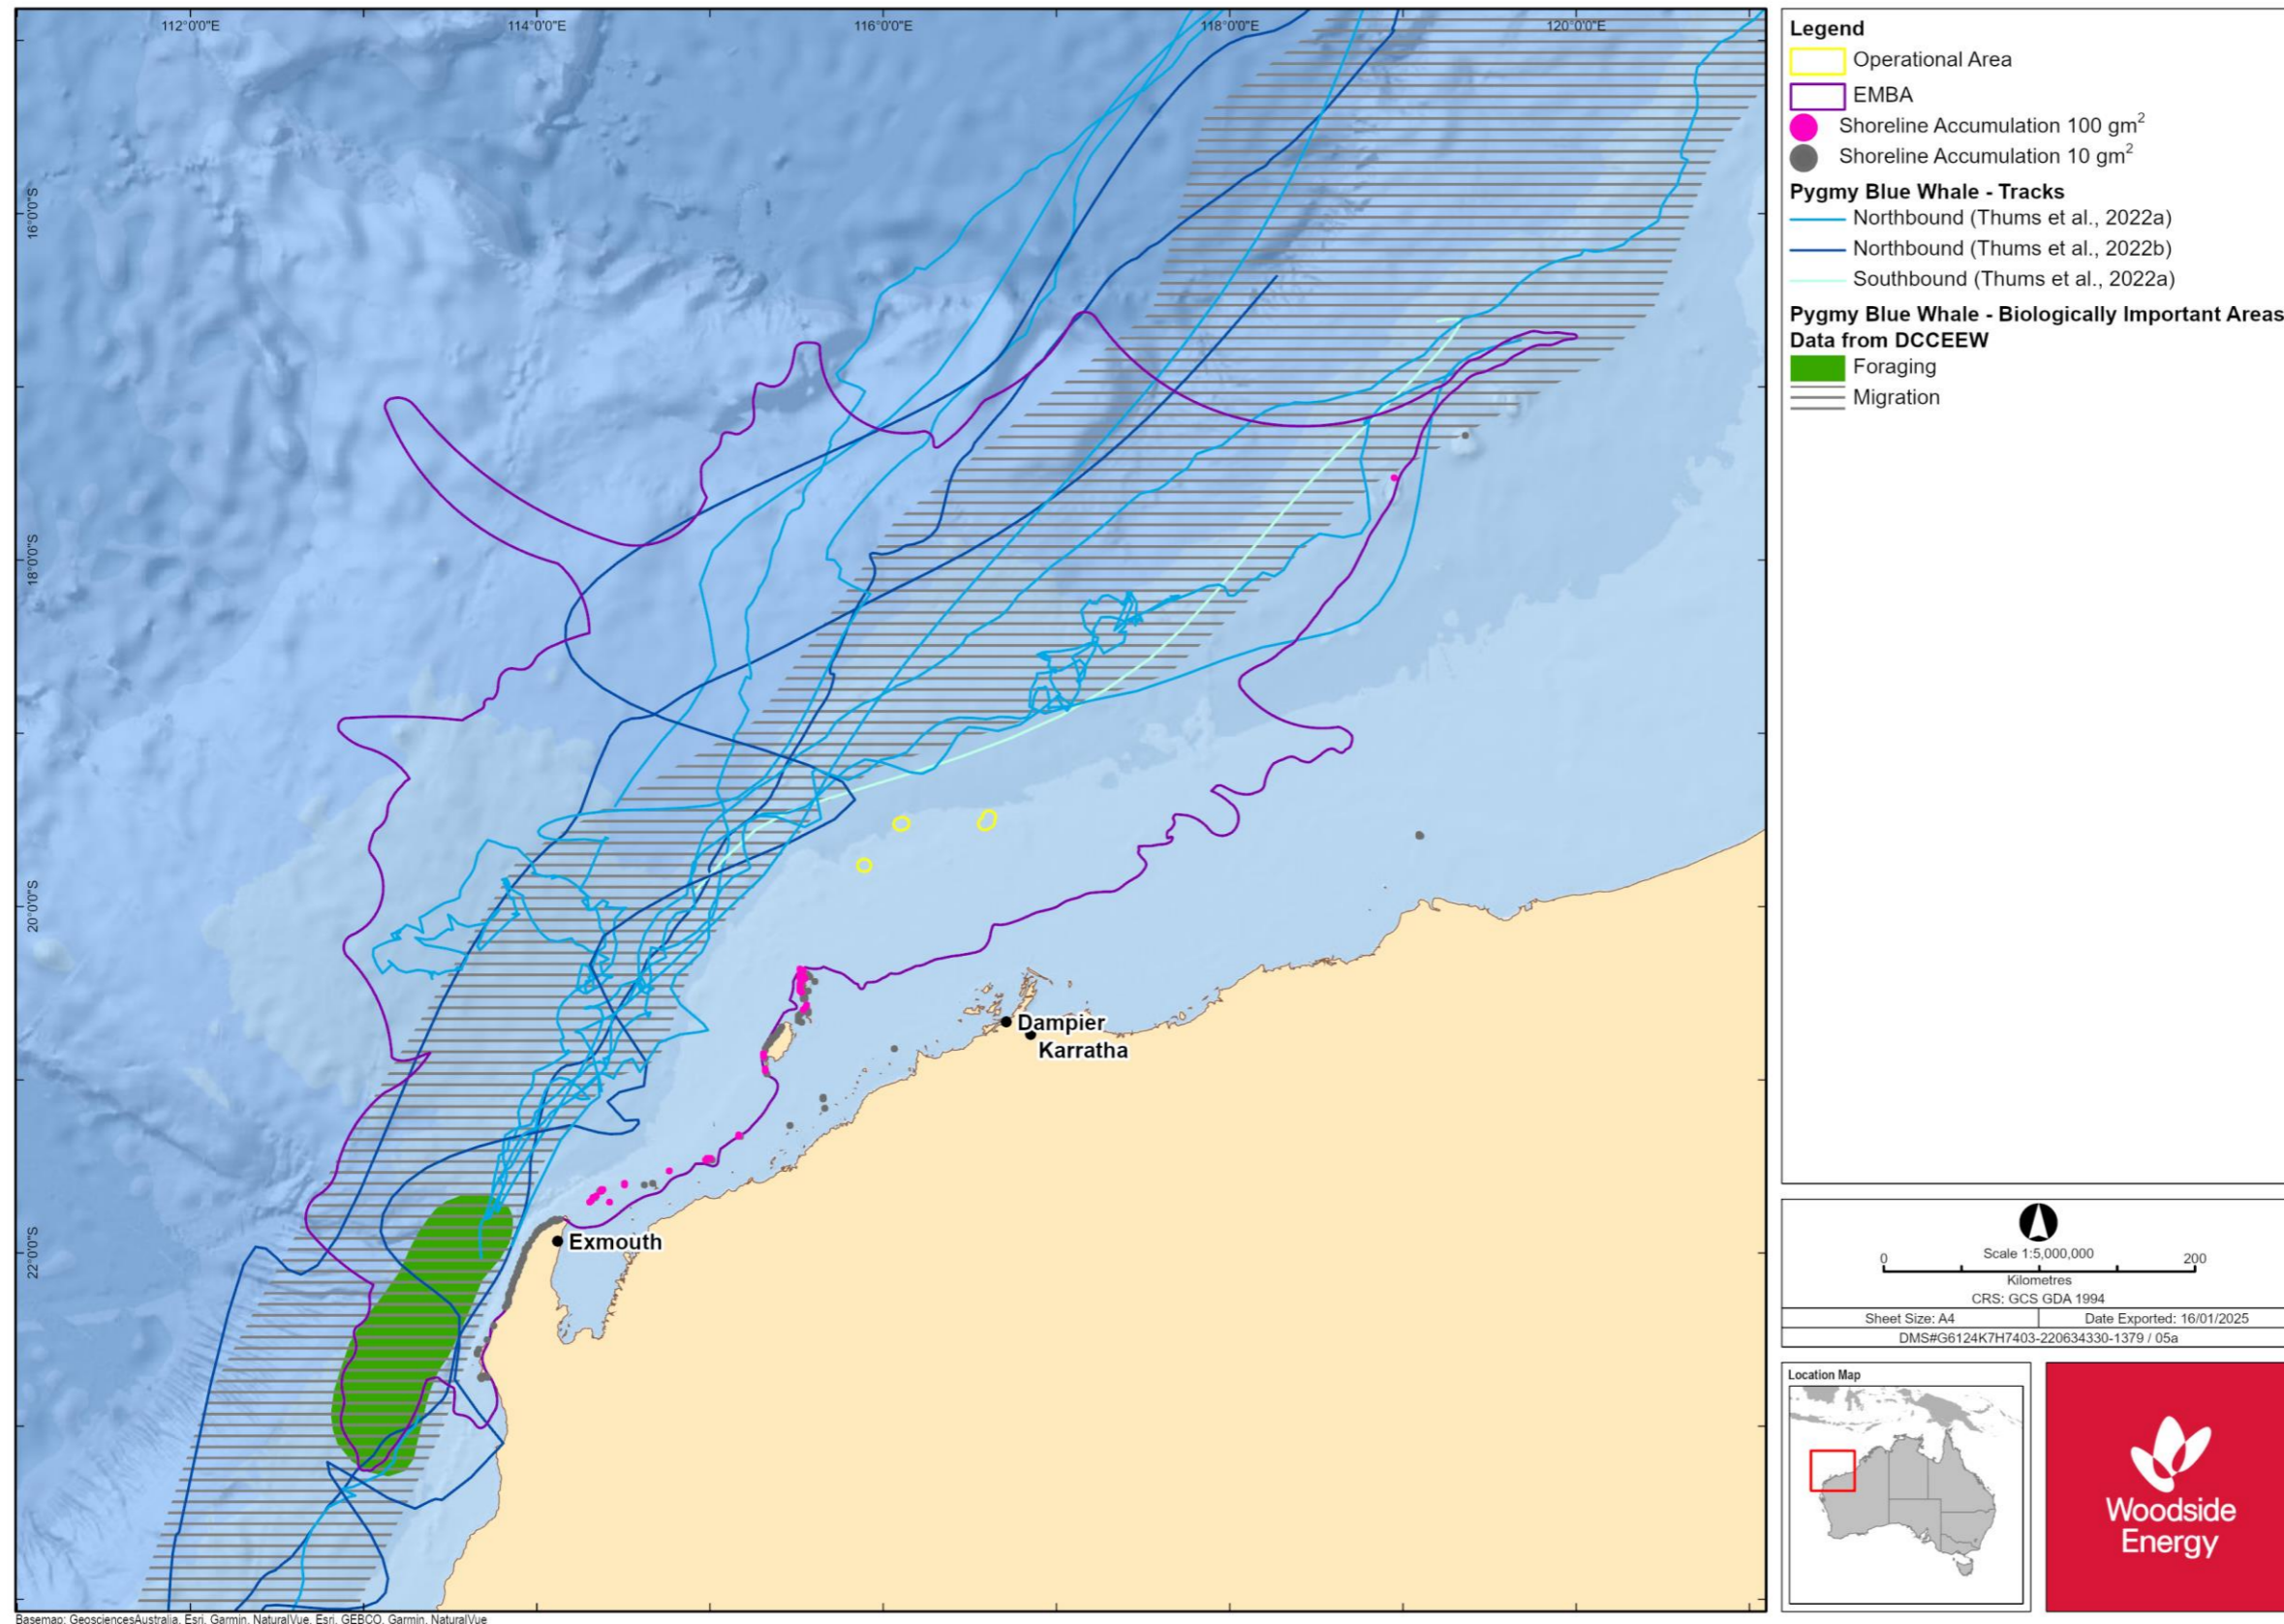 112°0'0"E
114°0'0"E
116°0'0"E
118°0'0"E
120°0'0"E
16°0'0"S
18°0'0"S
20°0'0"S
22°0'0"S
Dampier
Karratha
Exmouth
Basemap: GeosciencesAustralia, Esri, Garmin, NaturalVue, Esri, GEBCO, Garmin, NaturalVue
Legend
Operational Area
EMBA
Shoreline Accumulation 100 gm²
Shoreline Accumulation 10 gm²
Pygmy Blue Whale - Tracks
Northbound (Thums et al., 2022a)
Northbound (Thums et al., 2022b)
Southbound (Thums et al., 2022a)
Pygmy Blue Whale - Biologically Important Areas
Data from DCCEEW
Foraging
Migration
Scale 1:5,000,000
0 200
Kilometres
CRS: GCS GDA 1994
Sheet Size: A4 Date Exported: 16/01/2025
DMS#G6124K7H7403-220634330-1379 / 05a
Location Map
Woodside
Energy